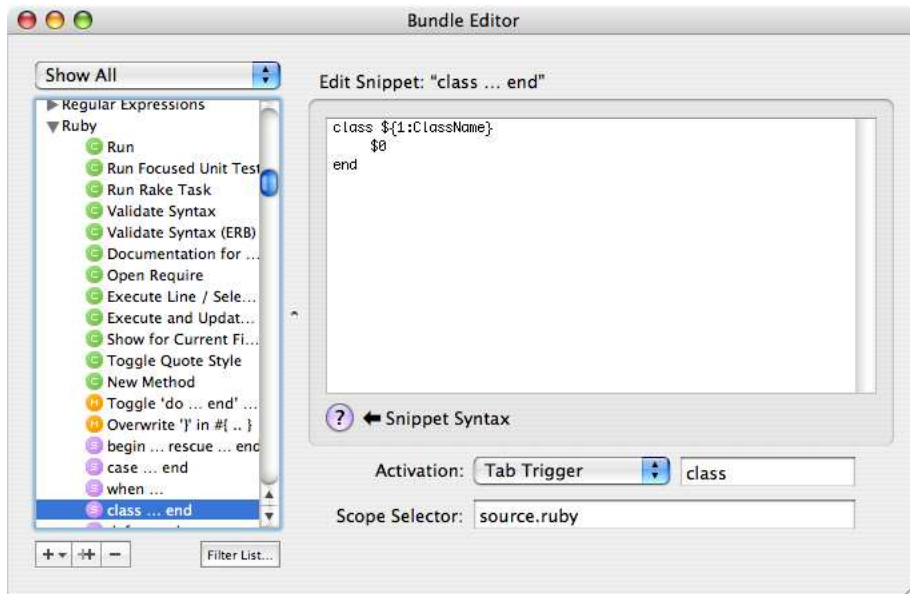 Bundle Editor
Show All
Regular Expressions
Ruby
Run
Run Focused Unit Test
Run Rake Task
Validate Syntax
Validate Syntax (ERB)
Documentation for ...
Open Require
Execute Line / Sele...
Execute and Updat...
Show for Current Fi...
Toggle Quote Style
New Method
Toggle 'do ... end' ...
Overwrite '}' in #{ .. }
begin ... rescue ... end
case ... end
when ...
class ... end
Filter List...
Edit Snippet: "class ... end"
class ${1:ClassName}
$0
end
? ⬅ Snippet Syntax
Activation: Tab Trigger class
Scope Selector: source.ruby